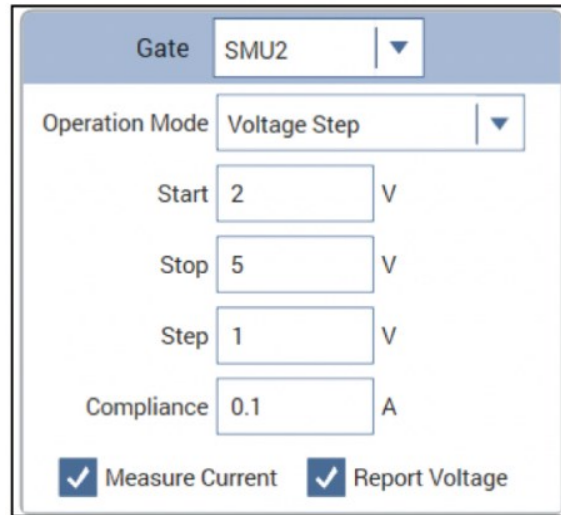 Gate SMU2
Operation Mode Voltage Step
Start 2 V
Stop 5 V
Step 1 V
Compliance 0.1 A
Measure Current Report Voltage